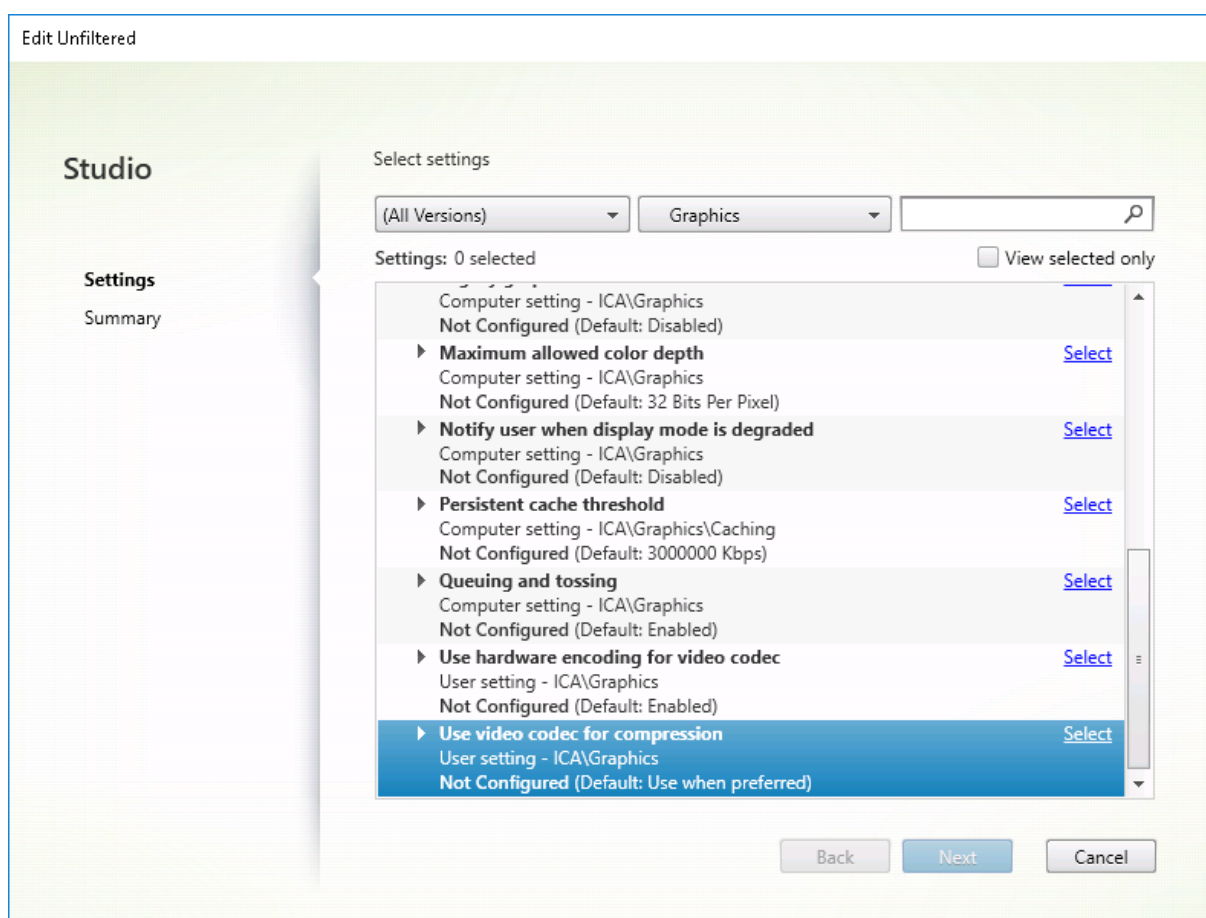 Edit Unfiltered
Studio
Settings
Summary
Select settings
(All Versions)
Graphics
Settings: 0 selected
View selected only
Computer setting - ICA\Graphics
Not Configured (Default: Disabled)
Maximum allowed color depth
Select
Computer setting - ICA\Graphics
Not Configured (Default: 32 Bits Per Pixel)
Notify user when display mode is degraded
Select
Computer setting - ICA\Graphics
Not Configured (Default: Disabled)
Persistent cache threshold
Select
Computer setting - ICA\Graphics\Caching
Not Configured (Default: 3000000 Kbps)
Queuing and tossing
Select
Computer setting - ICA\Graphics
Not Configured (Default: Enabled)
Use hardware encoding for video codec
Select
User setting - ICA\Graphics
Not Configured (Default: Enabled)
Use video codec for compression
Select
User setting - ICA\Graphics
Not Configured (Default: Use when preferred)
Back
Next
Cancel